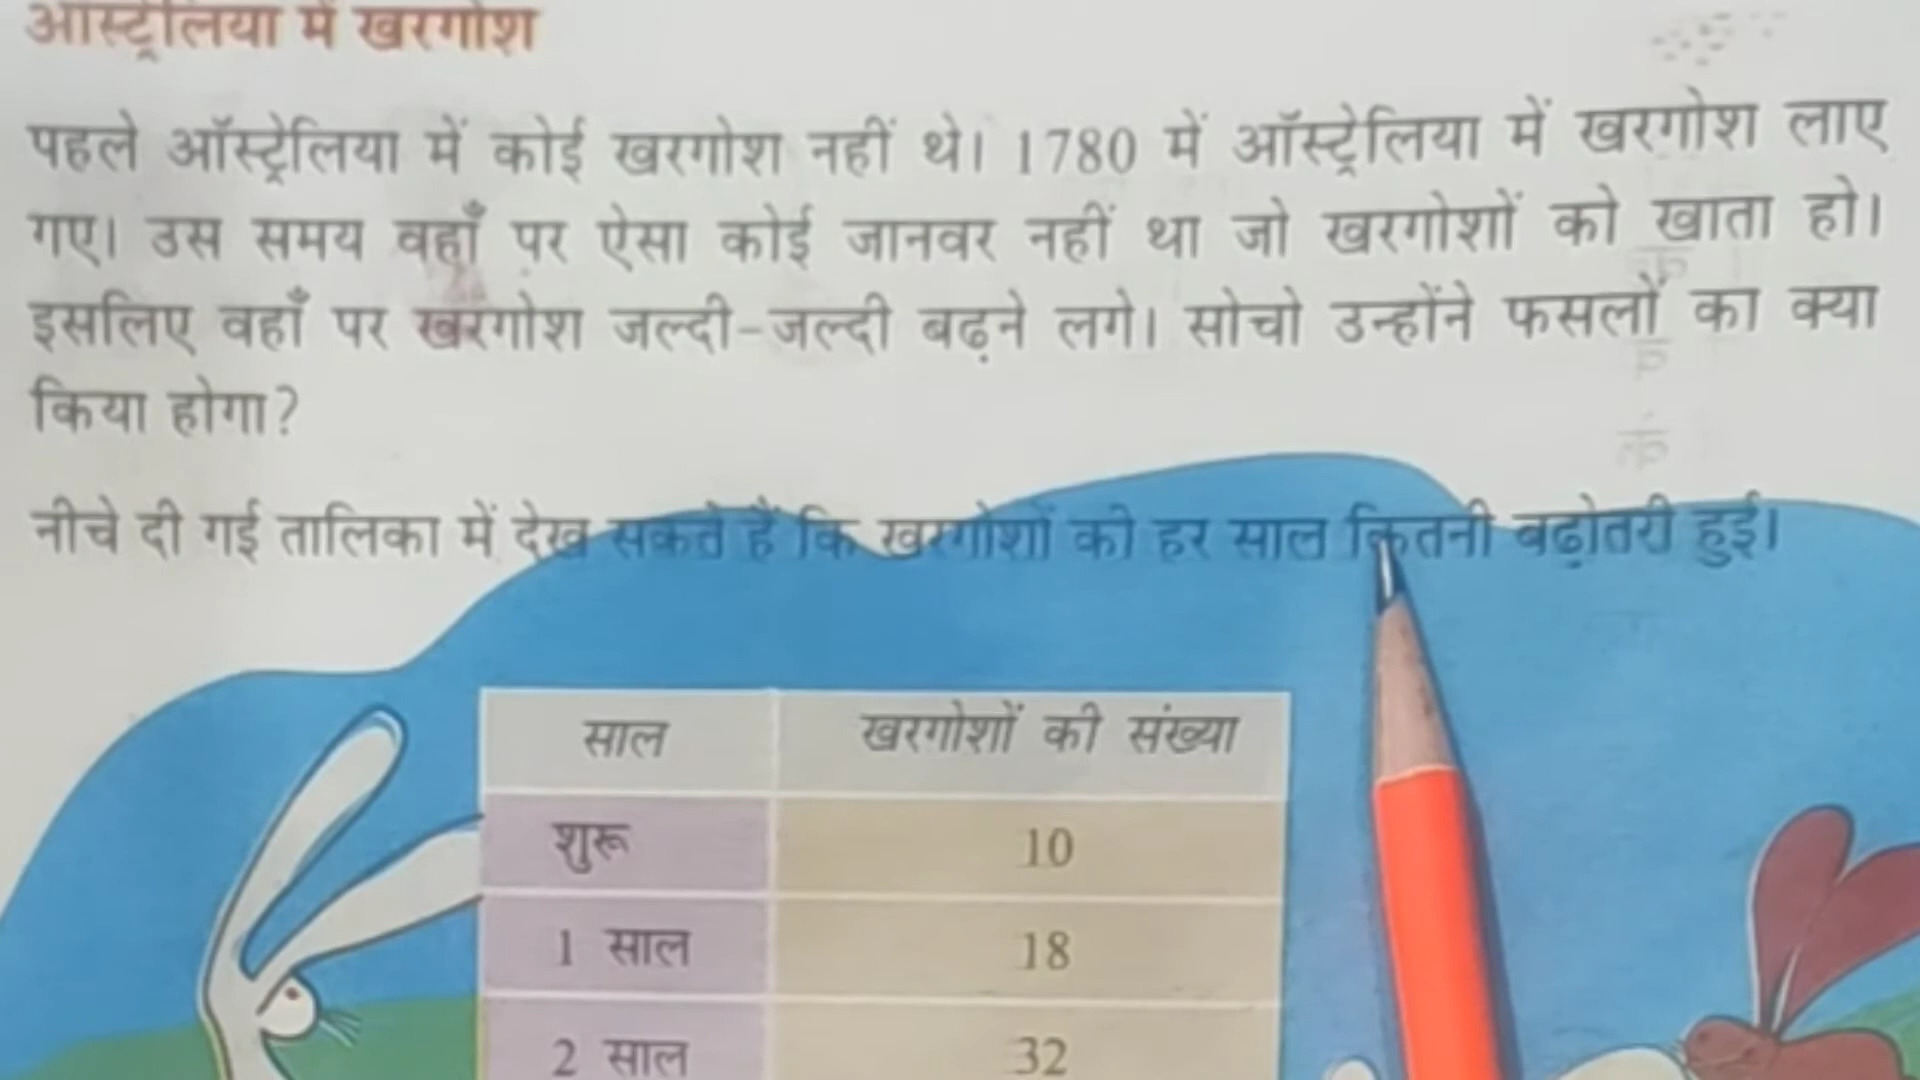 आस्ट्रेलिया में खरगोश
पहले ऑस्ट्रेलिया में कोई खरगोश नहीं थे। 1780 में ऑस्ट्रेलिया में खरगोश लाए
गए। उस समय वहाँ पर ऐसा कोई जानवर नहीं था जो खरगोशों को खाता हो।
इसलिए वहाँ पर खरगोश जल्दी-जल्दी बढ़ने लगे। सोचो उन्होंने फसलों का क्या
किया होगा?
नीचे दी गई तालिका में देख सकते हैं कि खरगोशों की हर साल कितनी बढ़ोतरी हुई।
साल खरगोशों की संख्या
शुरू 10
1 साल 18
2 साल 32